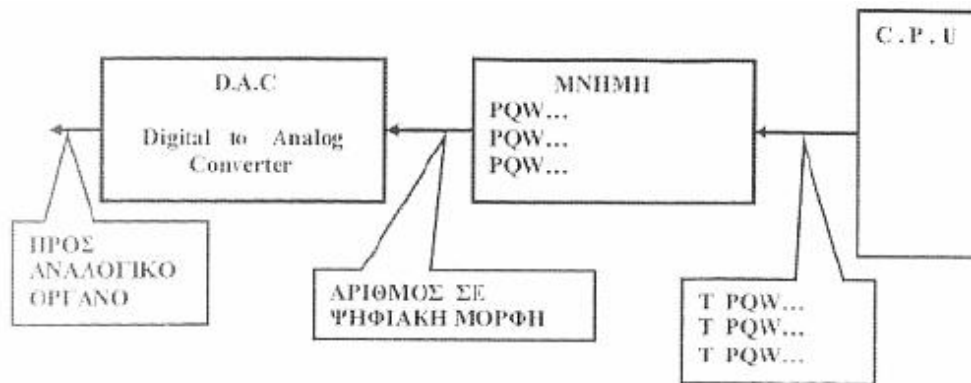 C.P.U
D.A.C
Digital to Analog
Converter
ΜΝΗΜΗ
PQW...
PQW...
PQW...
ΠΡΟΣ
ΑΝΑΛΟΓΙΚΟ
ΟΡΓΑΝΟ
ΑΡΙΘΜΟΣ ΣΕ
ΨΗΦΙΑΚΗ ΜΟΡΦΗ
T PQW...
T PQW...
T PQW...